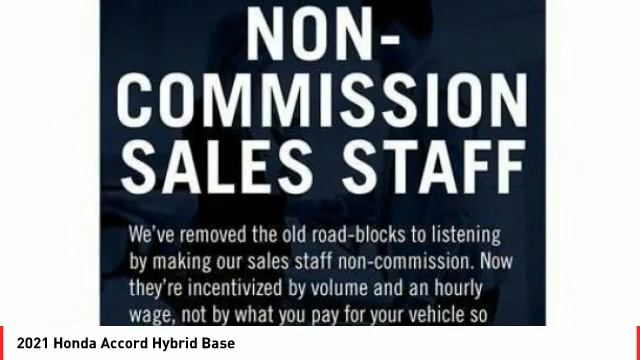 NON-
COMMISSION
SALES STAFF
We've removed the old road-blocks to listening
by making our sales staff non-commission. Now
they're incentivized by volume and an hourly
wage, not by what you pay for your vehicle so
2021 Honda Accord Hybrid Base